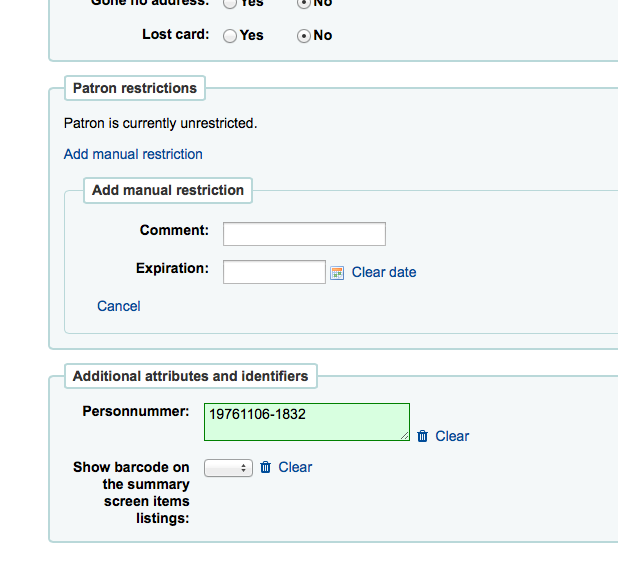 Gone no address: Yes No
Lost card: Yes No
Patron restrictions
Patron is currently unrestricted.
Add manual restriction
Add manual restriction
Comment:
Expiration: Clear date
Cancel
Additional attributes and identifiers
Personnummer: 19761106-1832
Clear
Show barcode on
the summary
screen items
listings:
Clear